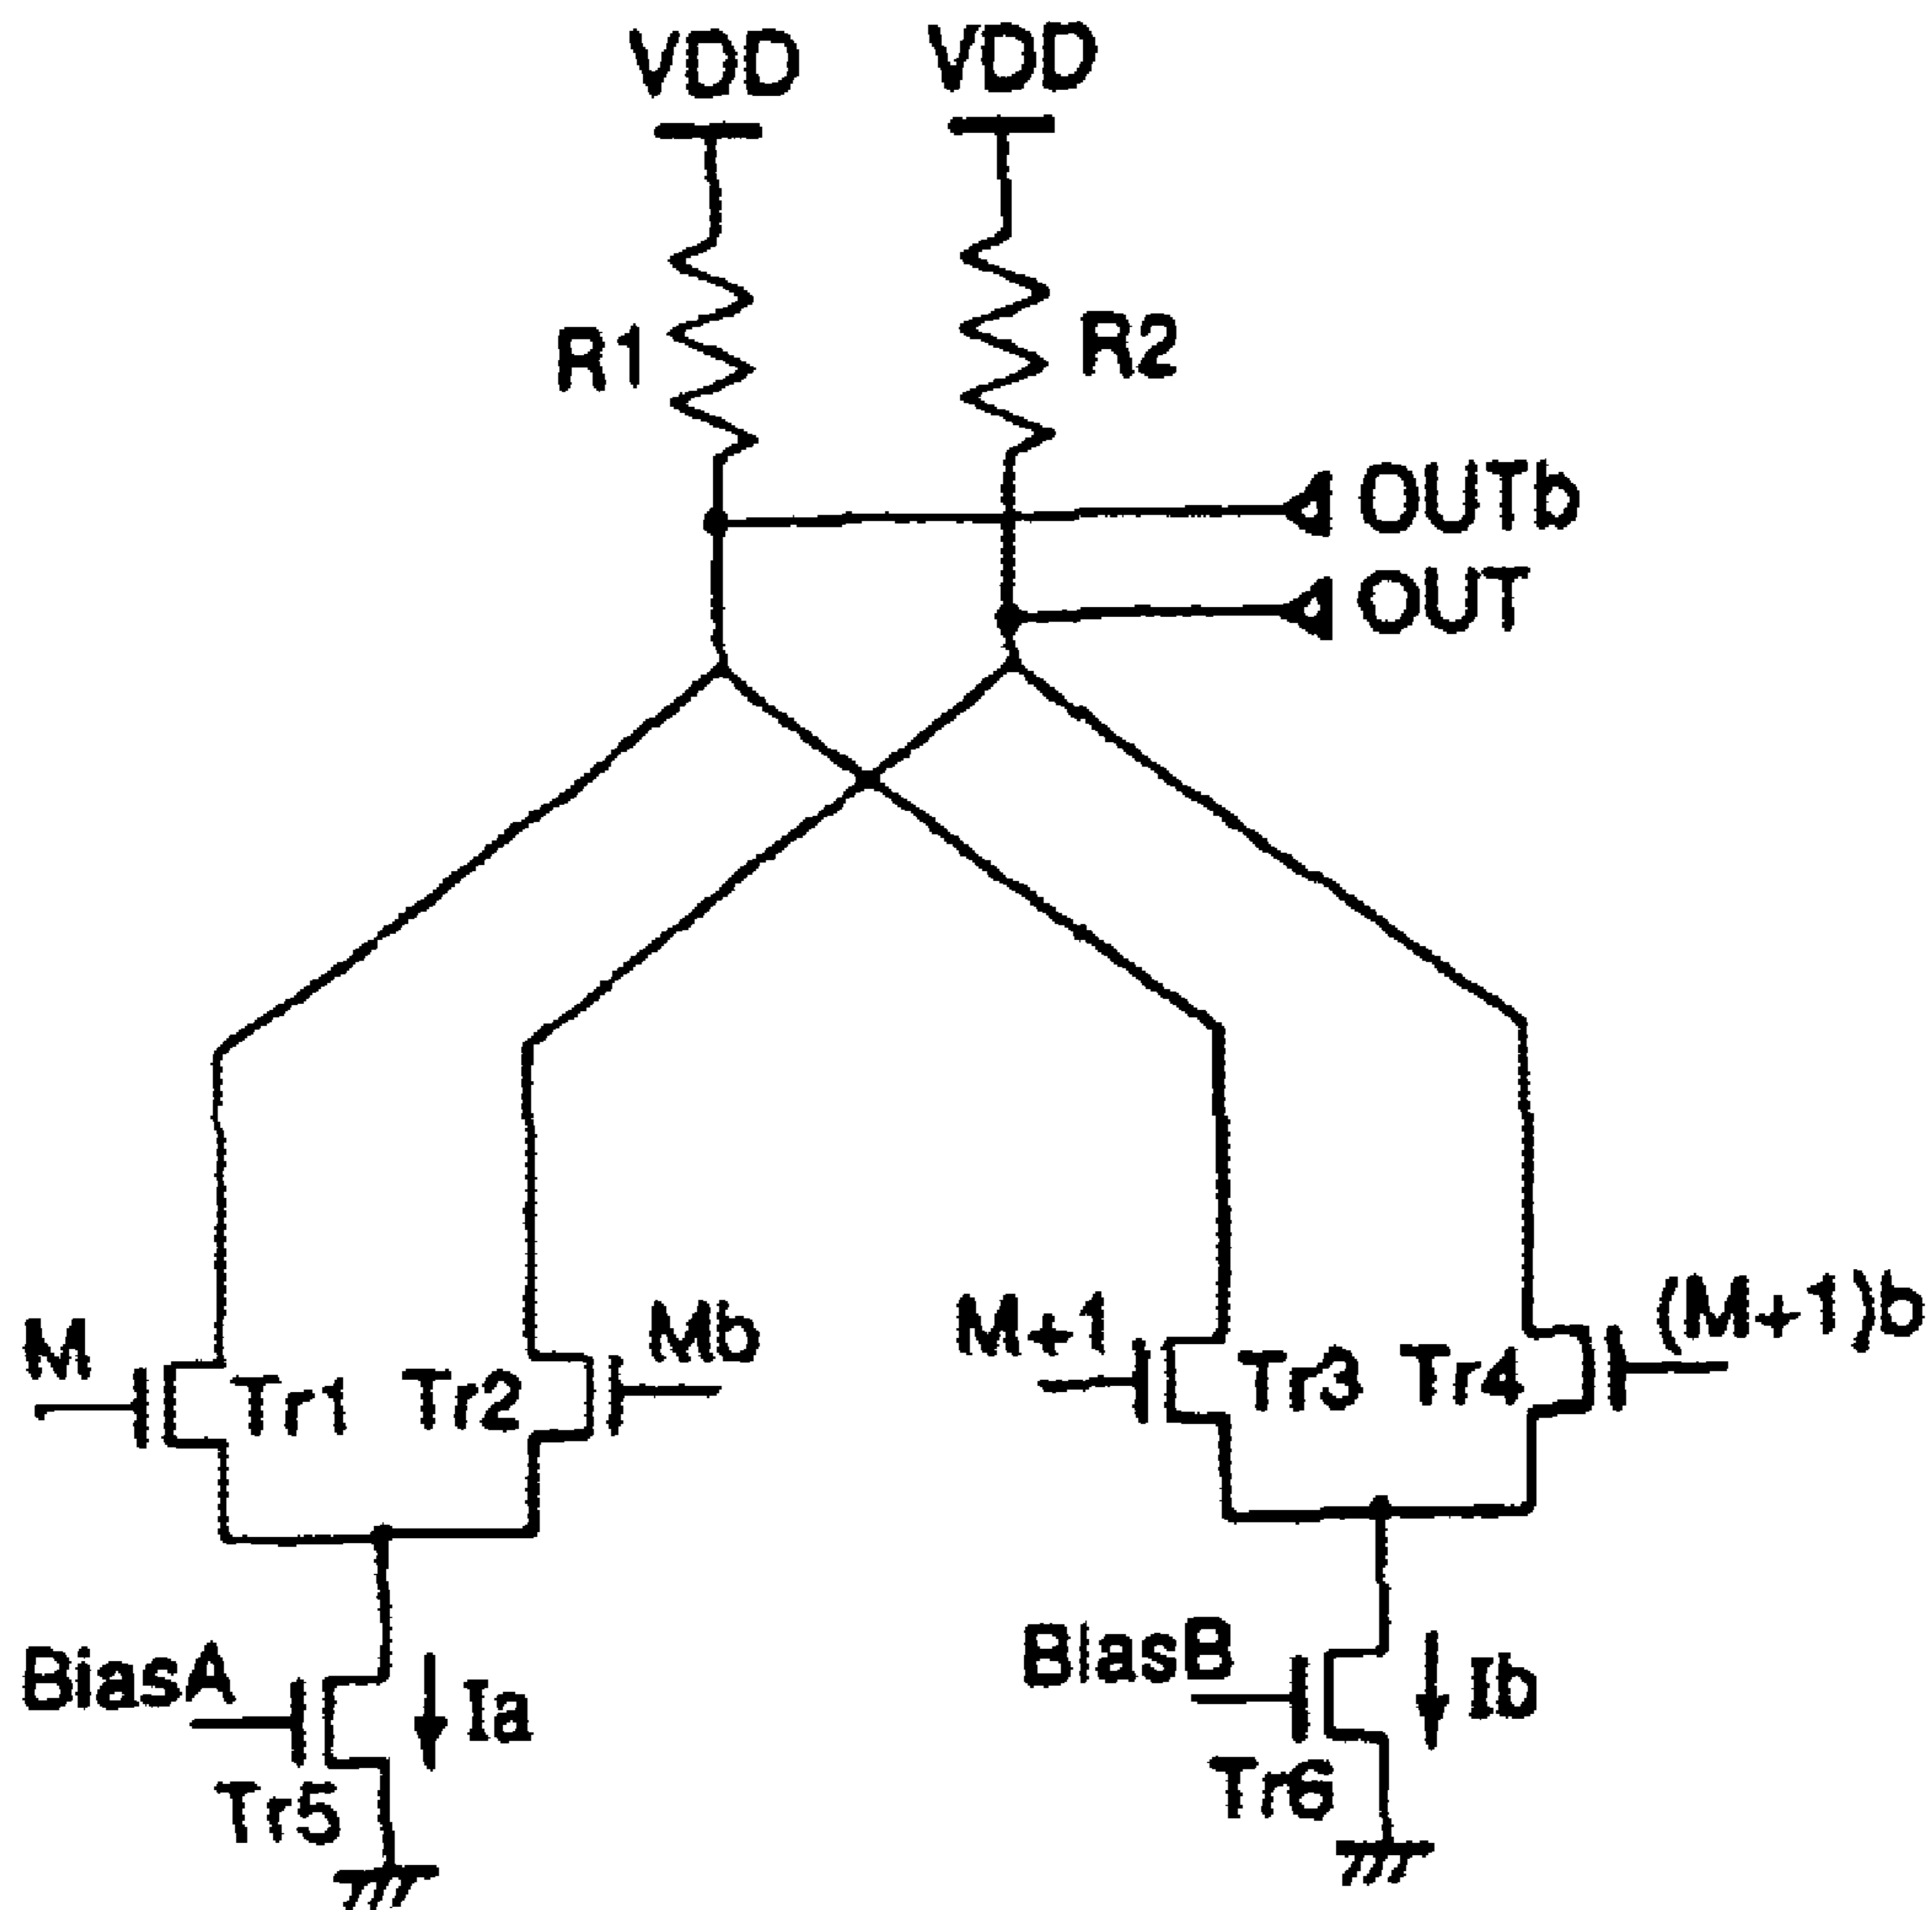 VDD VDD
R1 R2
OUTb
OUT
M Tr1 Tr2 Mb M+1 Tr3 Tr4 (M+1)b
BiasA Ia BiasB Ib
Tr5 Tr6